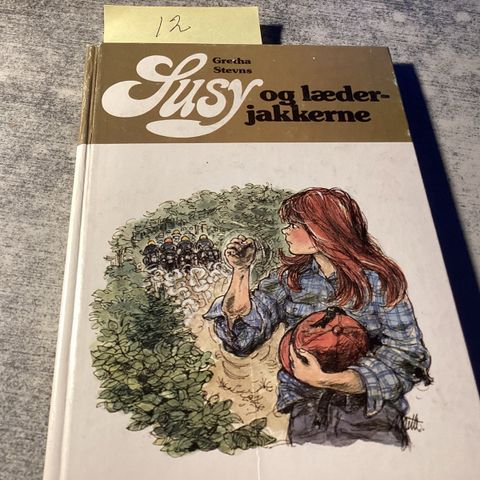 12
Gretha
Stevns
Susy og læder-
jakkerne